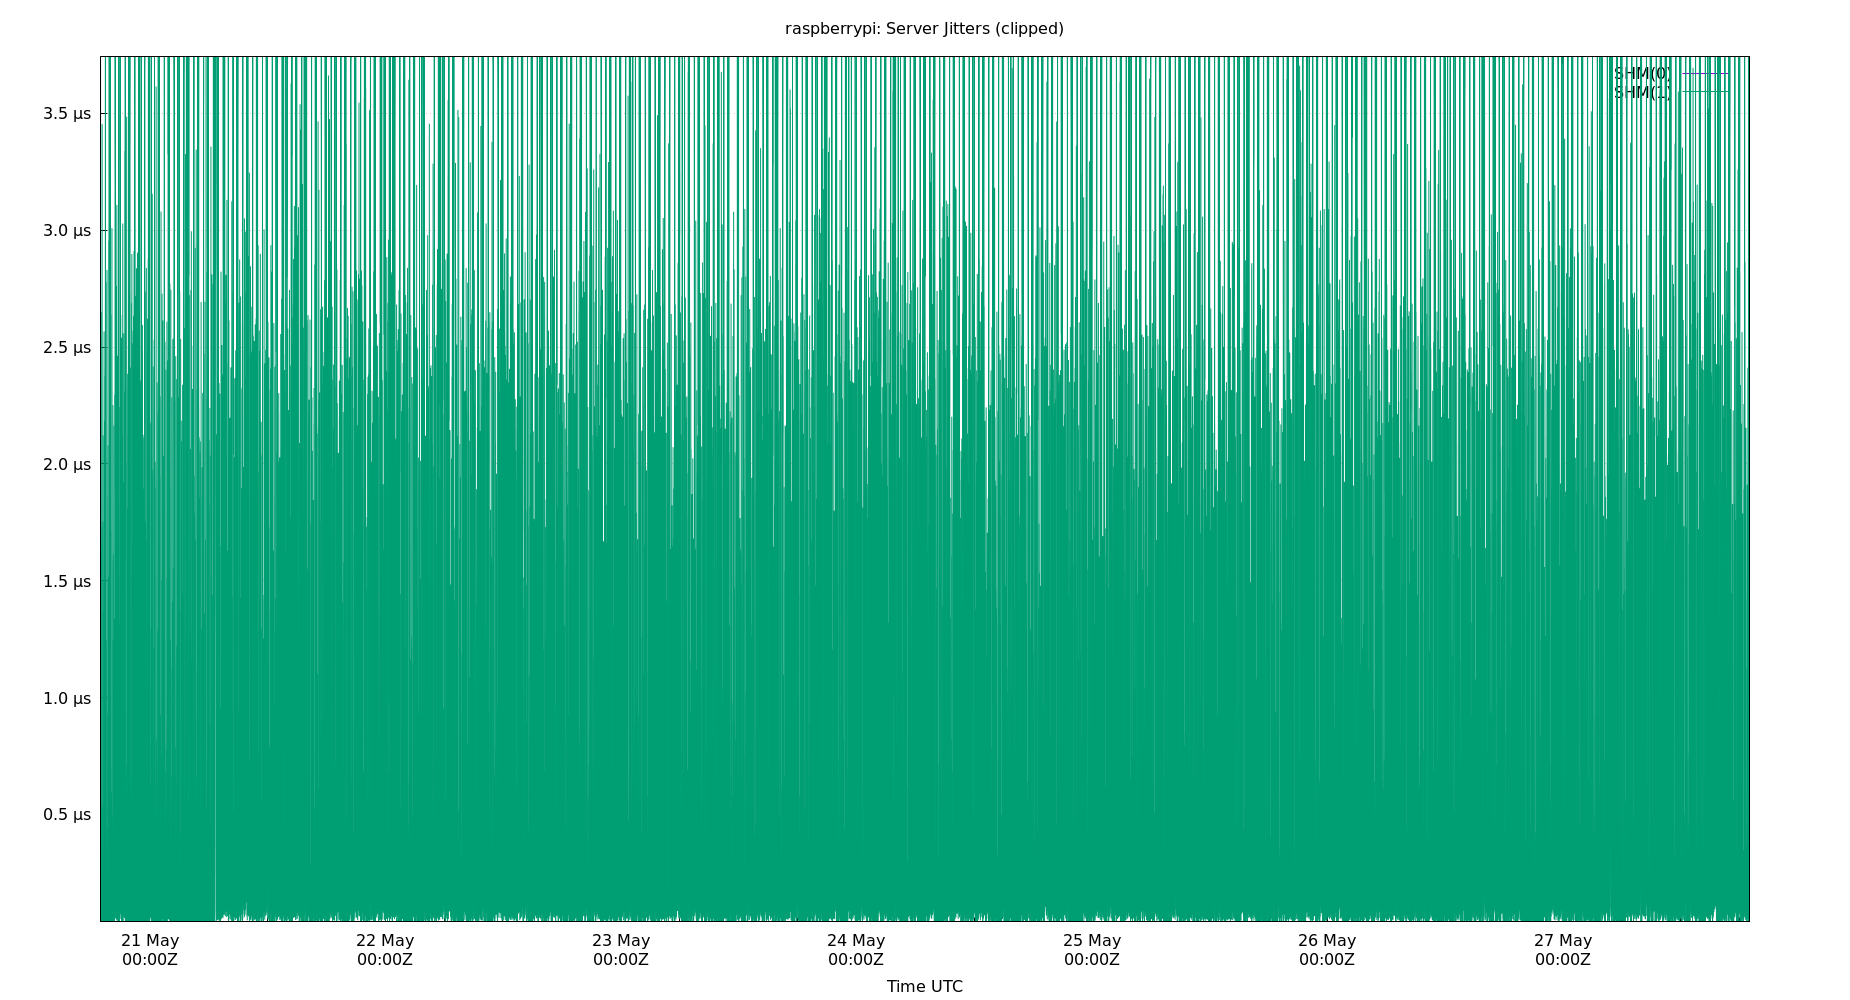 raspberrypi: Server Jitters (clipped)
SHM(0)
SHM(1)
3.5 μs
3.0 μs
2.5 μs
2.0 μs
1.5 μs
1.0 μs
0.5 μs
21 May 22 May 23 May 24 May 25 May 26 May 27 May
00:00Z 00:00Z 00:00Z 00:00Z 00:00Z 00:00Z 00:00Z
Time UTC